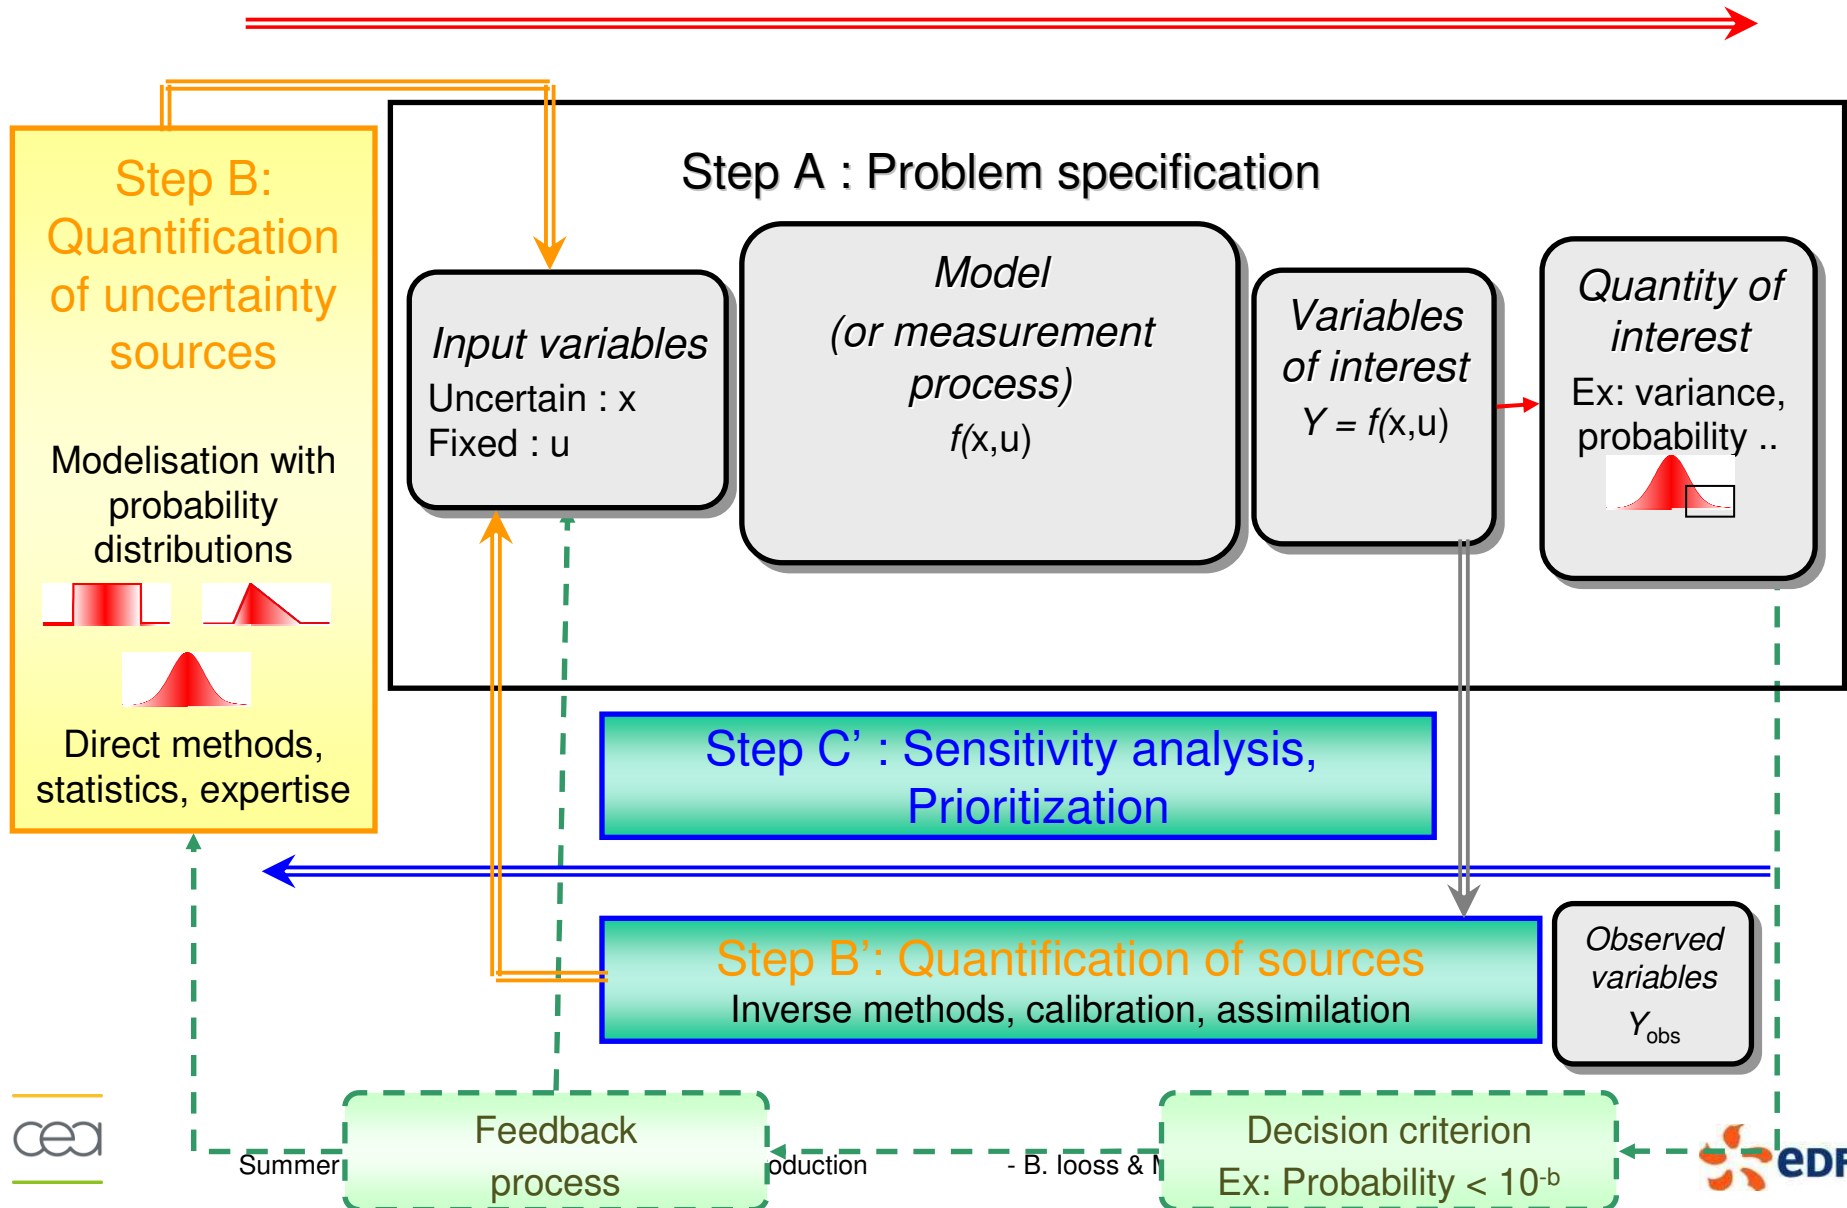 Step B:
Quantification
of uncertainty
sources
Modelisation with
probability
distributions
Direct methods,
statistics, expertise
Step A : Problem specification
Input variables
Uncertain : x
Fixed : u
Model
(or measurement
process)
f(x,u)
Variables
of interest
Y = f(x,u)
Quantity of
interest
Ex: variance,
probability ..
Step C’ : Sensitivity analysis,
Prioritization
Step B’: Quantification of sources
Inverse methods, calibration, assimilation
Observed
variables
Yobs
Feedback
process
Decision criterion
Ex: Probability < 10-b
cea
Summer
- B. Iooss &
edf